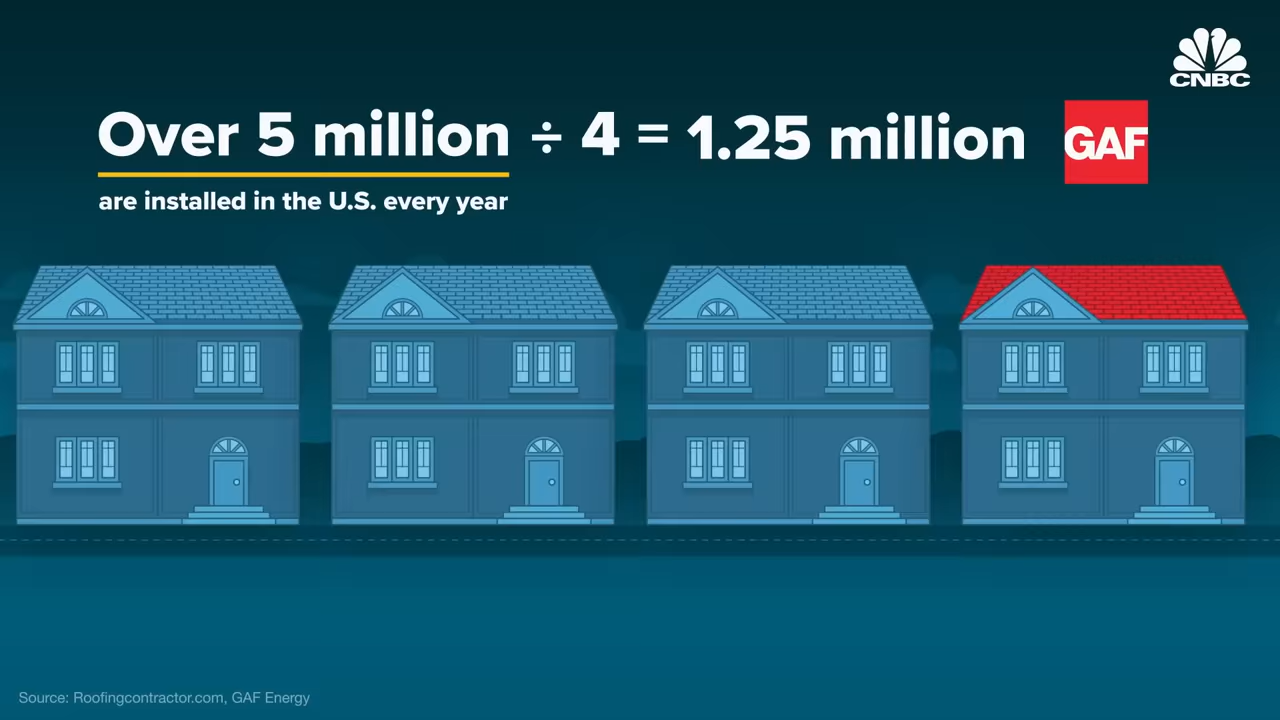 CNBC
Over 5 million ÷ 4 = 1.25 million GAF
are installed in the U.S. every year
Source: Roofingcontractor.com, GAF Energy